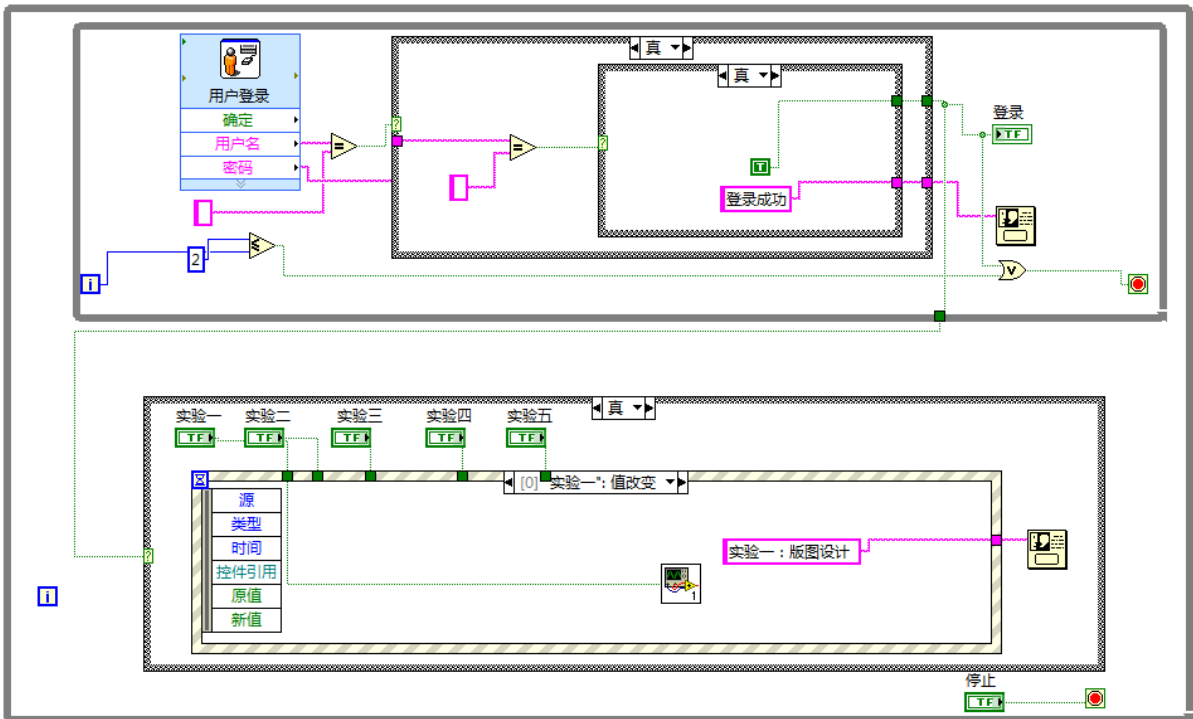 真
真
用户登录
确定
用户名
密码
登录
TF
T
登录成功
2
i
真
实验一
实验二
实验三
实验四
实验五
TF
TF
TF
TF
TF
[0] "实验一": 值改变
源
类型
时间
控件引用
原值
新值
实验一：版图设计
1
i
停止
TF